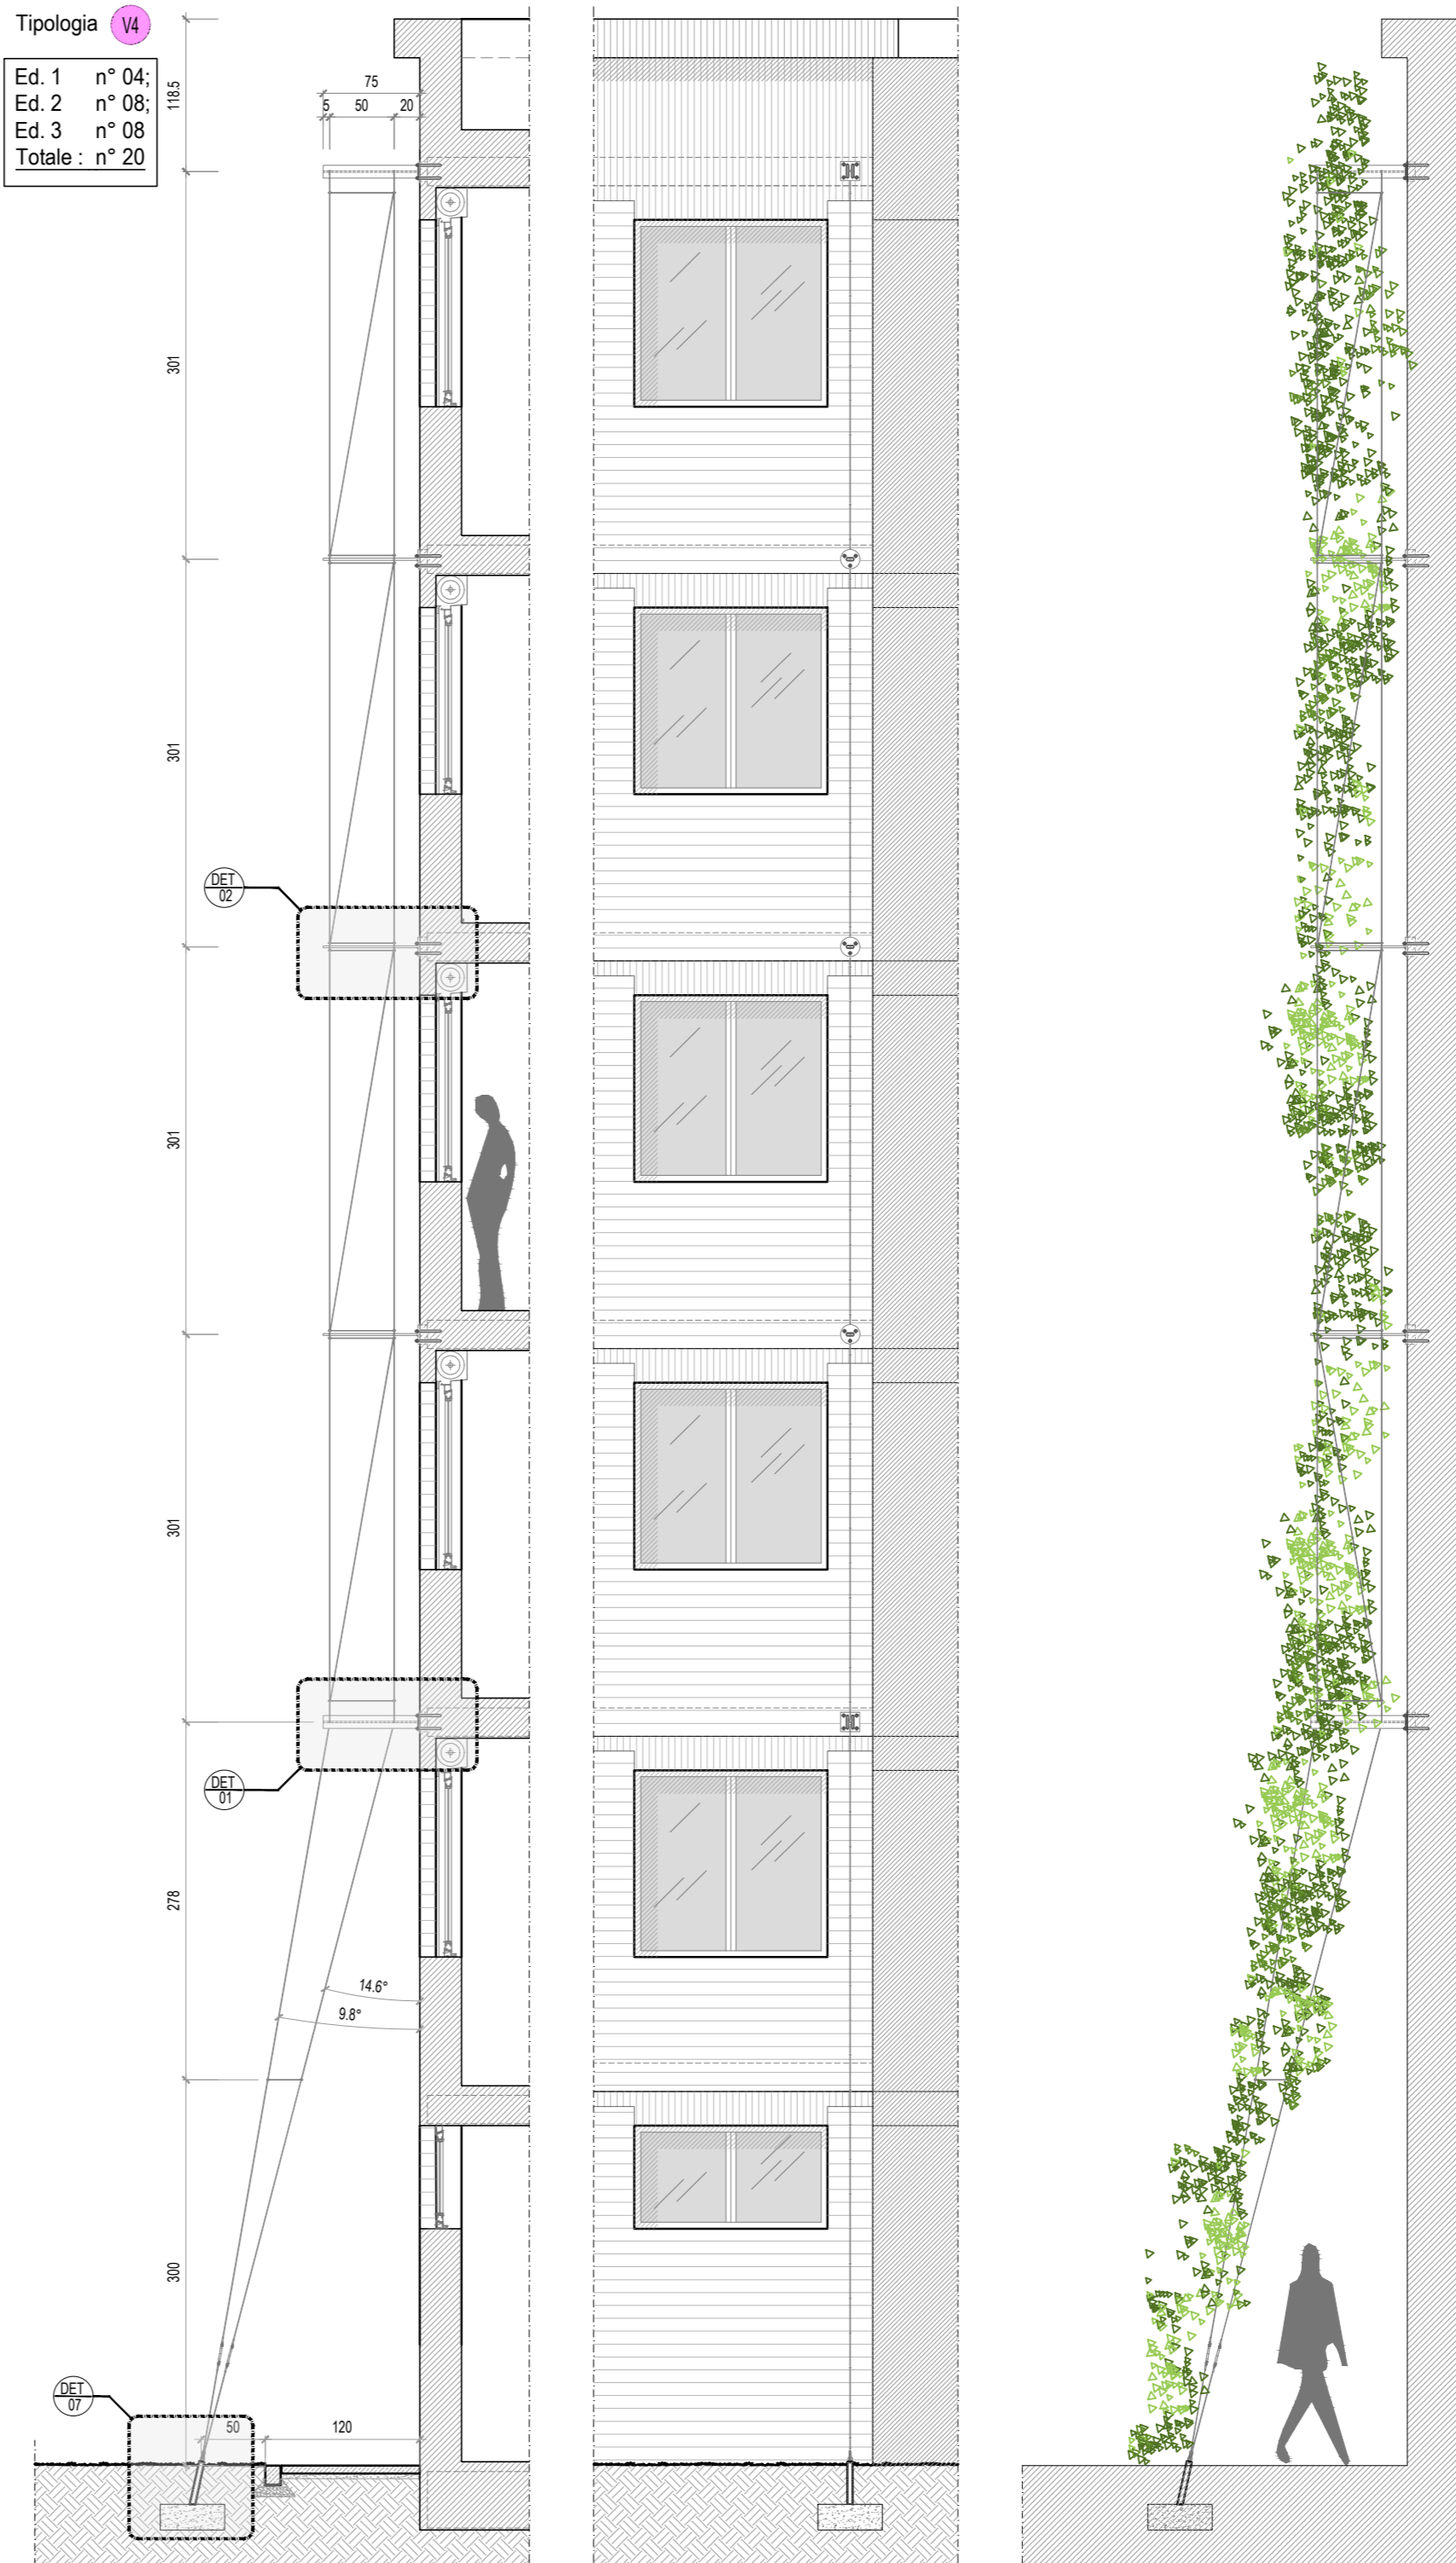 Tipologia V4
Ed. 1 n° 04;
Ed. 2 n° 08;
Ed. 3 n° 08
Totale : n° 20
118.5
75
5 50 20
301
301
DET
02
301
301
DET
01
278
14.6°
9.8°
300
DET
07
50 120